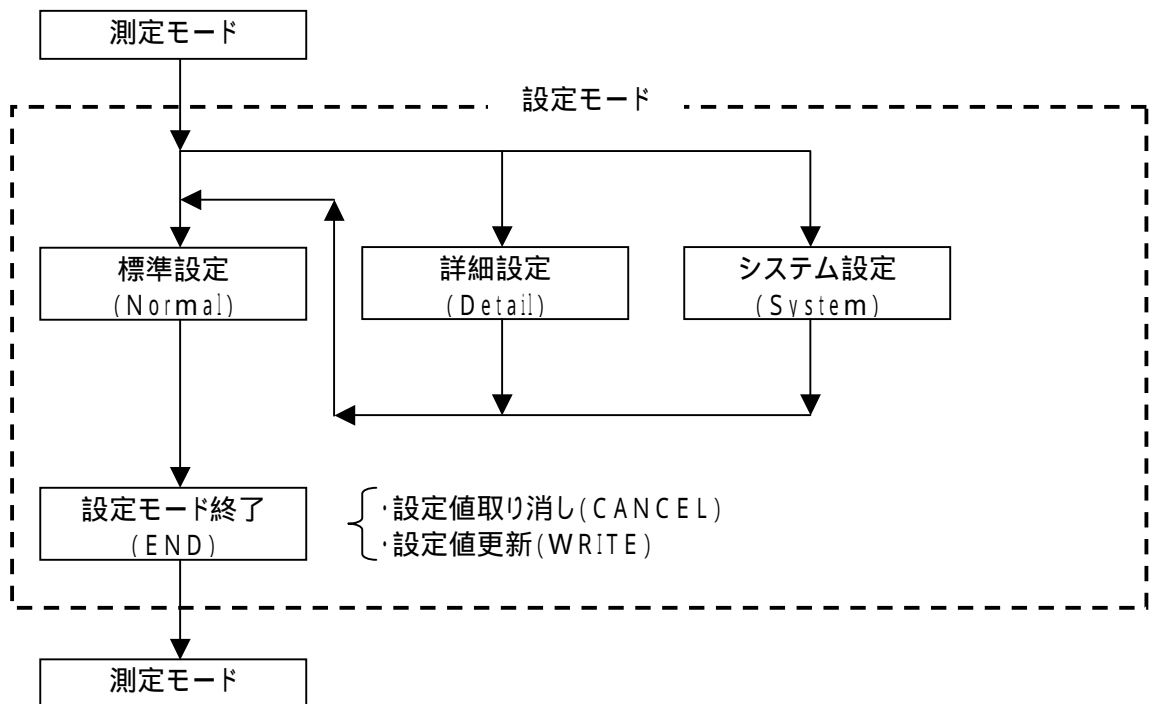 測定モード
設定モード
標準設定
(Normal)
詳細設定
(Detail)
システム設定
(System)
設定モード終了
(END)
・設定値取り消し(CANCEL)
・設定値更新(WRITE)
測定モード